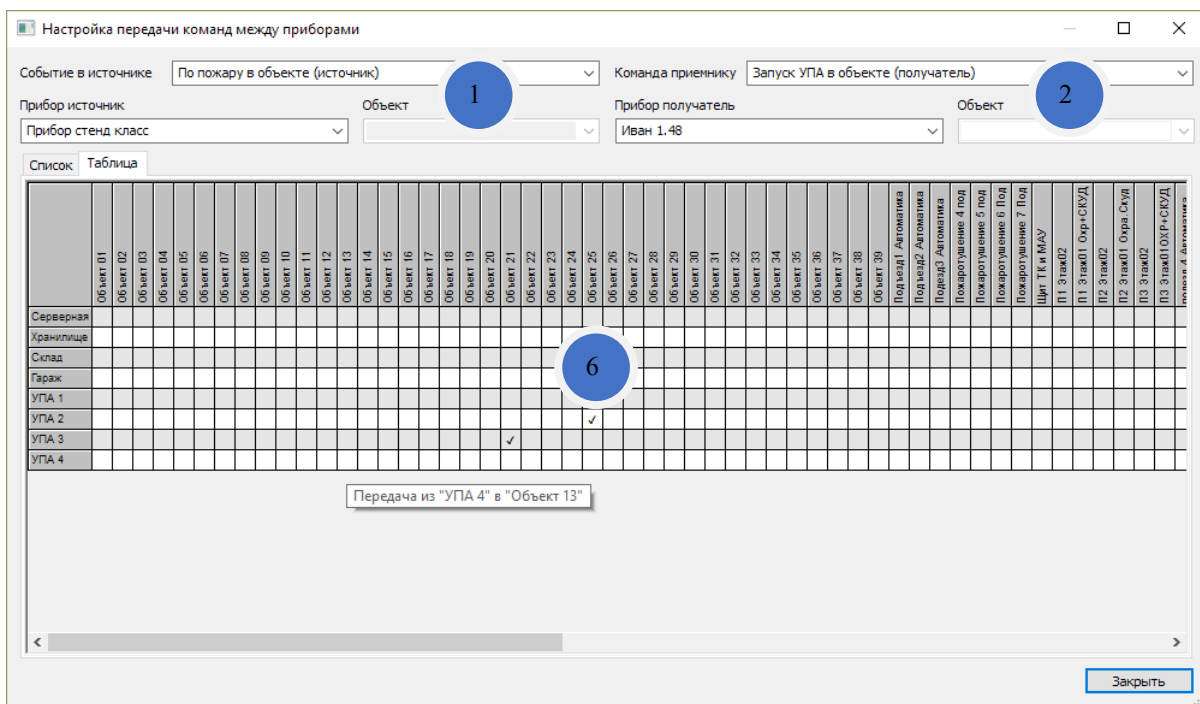 Настройка передачи команд между приборами
Событие в источнике По пожару в объекте (источник) Команда приемнику Запуск УПА в объекте (получатель)
1 2
Прибор источник Объект Прибор получатель Объект
Прибор стенд класс Иван 1.48
Список Таблица
Объект 01
Объект 02
Объект 03
Объект 04
Объект 05
Объект 06
Объект 07
Объект 08
Объект 09
Объект 10
Объект 11
Объект 12
Объект 13
Объект 14
Объект 15
Объект 16
Объект 17
Объект 18
Объект 19
Объект 20
Объект 21
Объект 22
Объект 23
Объект 24
Объект 25
Объект 26
Объект 27
Объект 28
Объект 29
Объект 30
Объект 31
Объект 32
Объект 33
Объект 34
Объект 35
Объект 36
Объект 37
Объект 38
Объект 39
Подъезд1 Автоматика
Подъезд2 Автоматика
Подезд3 Автоматика
Пожаротушение 4 под
Пожаротушение 5 под
Пожаротушение 6 Под
Пожаротушение 7 Под
Щит ТК и МАУ
П1 Этаж02
П1 Этаж01 Охр+СКУД
П2 Этаж02
П2 Этаж01 Охра.Скуд
П3 Этаж02
П3 Этаж01ОХР+СКУД
Серверная
Хранилище
Склад
6
Гараж
УПА 1
УПА 2 ✓
УПА 3 ✓
УПА 4
Передача из "УПА 4" в "Объект 13"
Закрыть